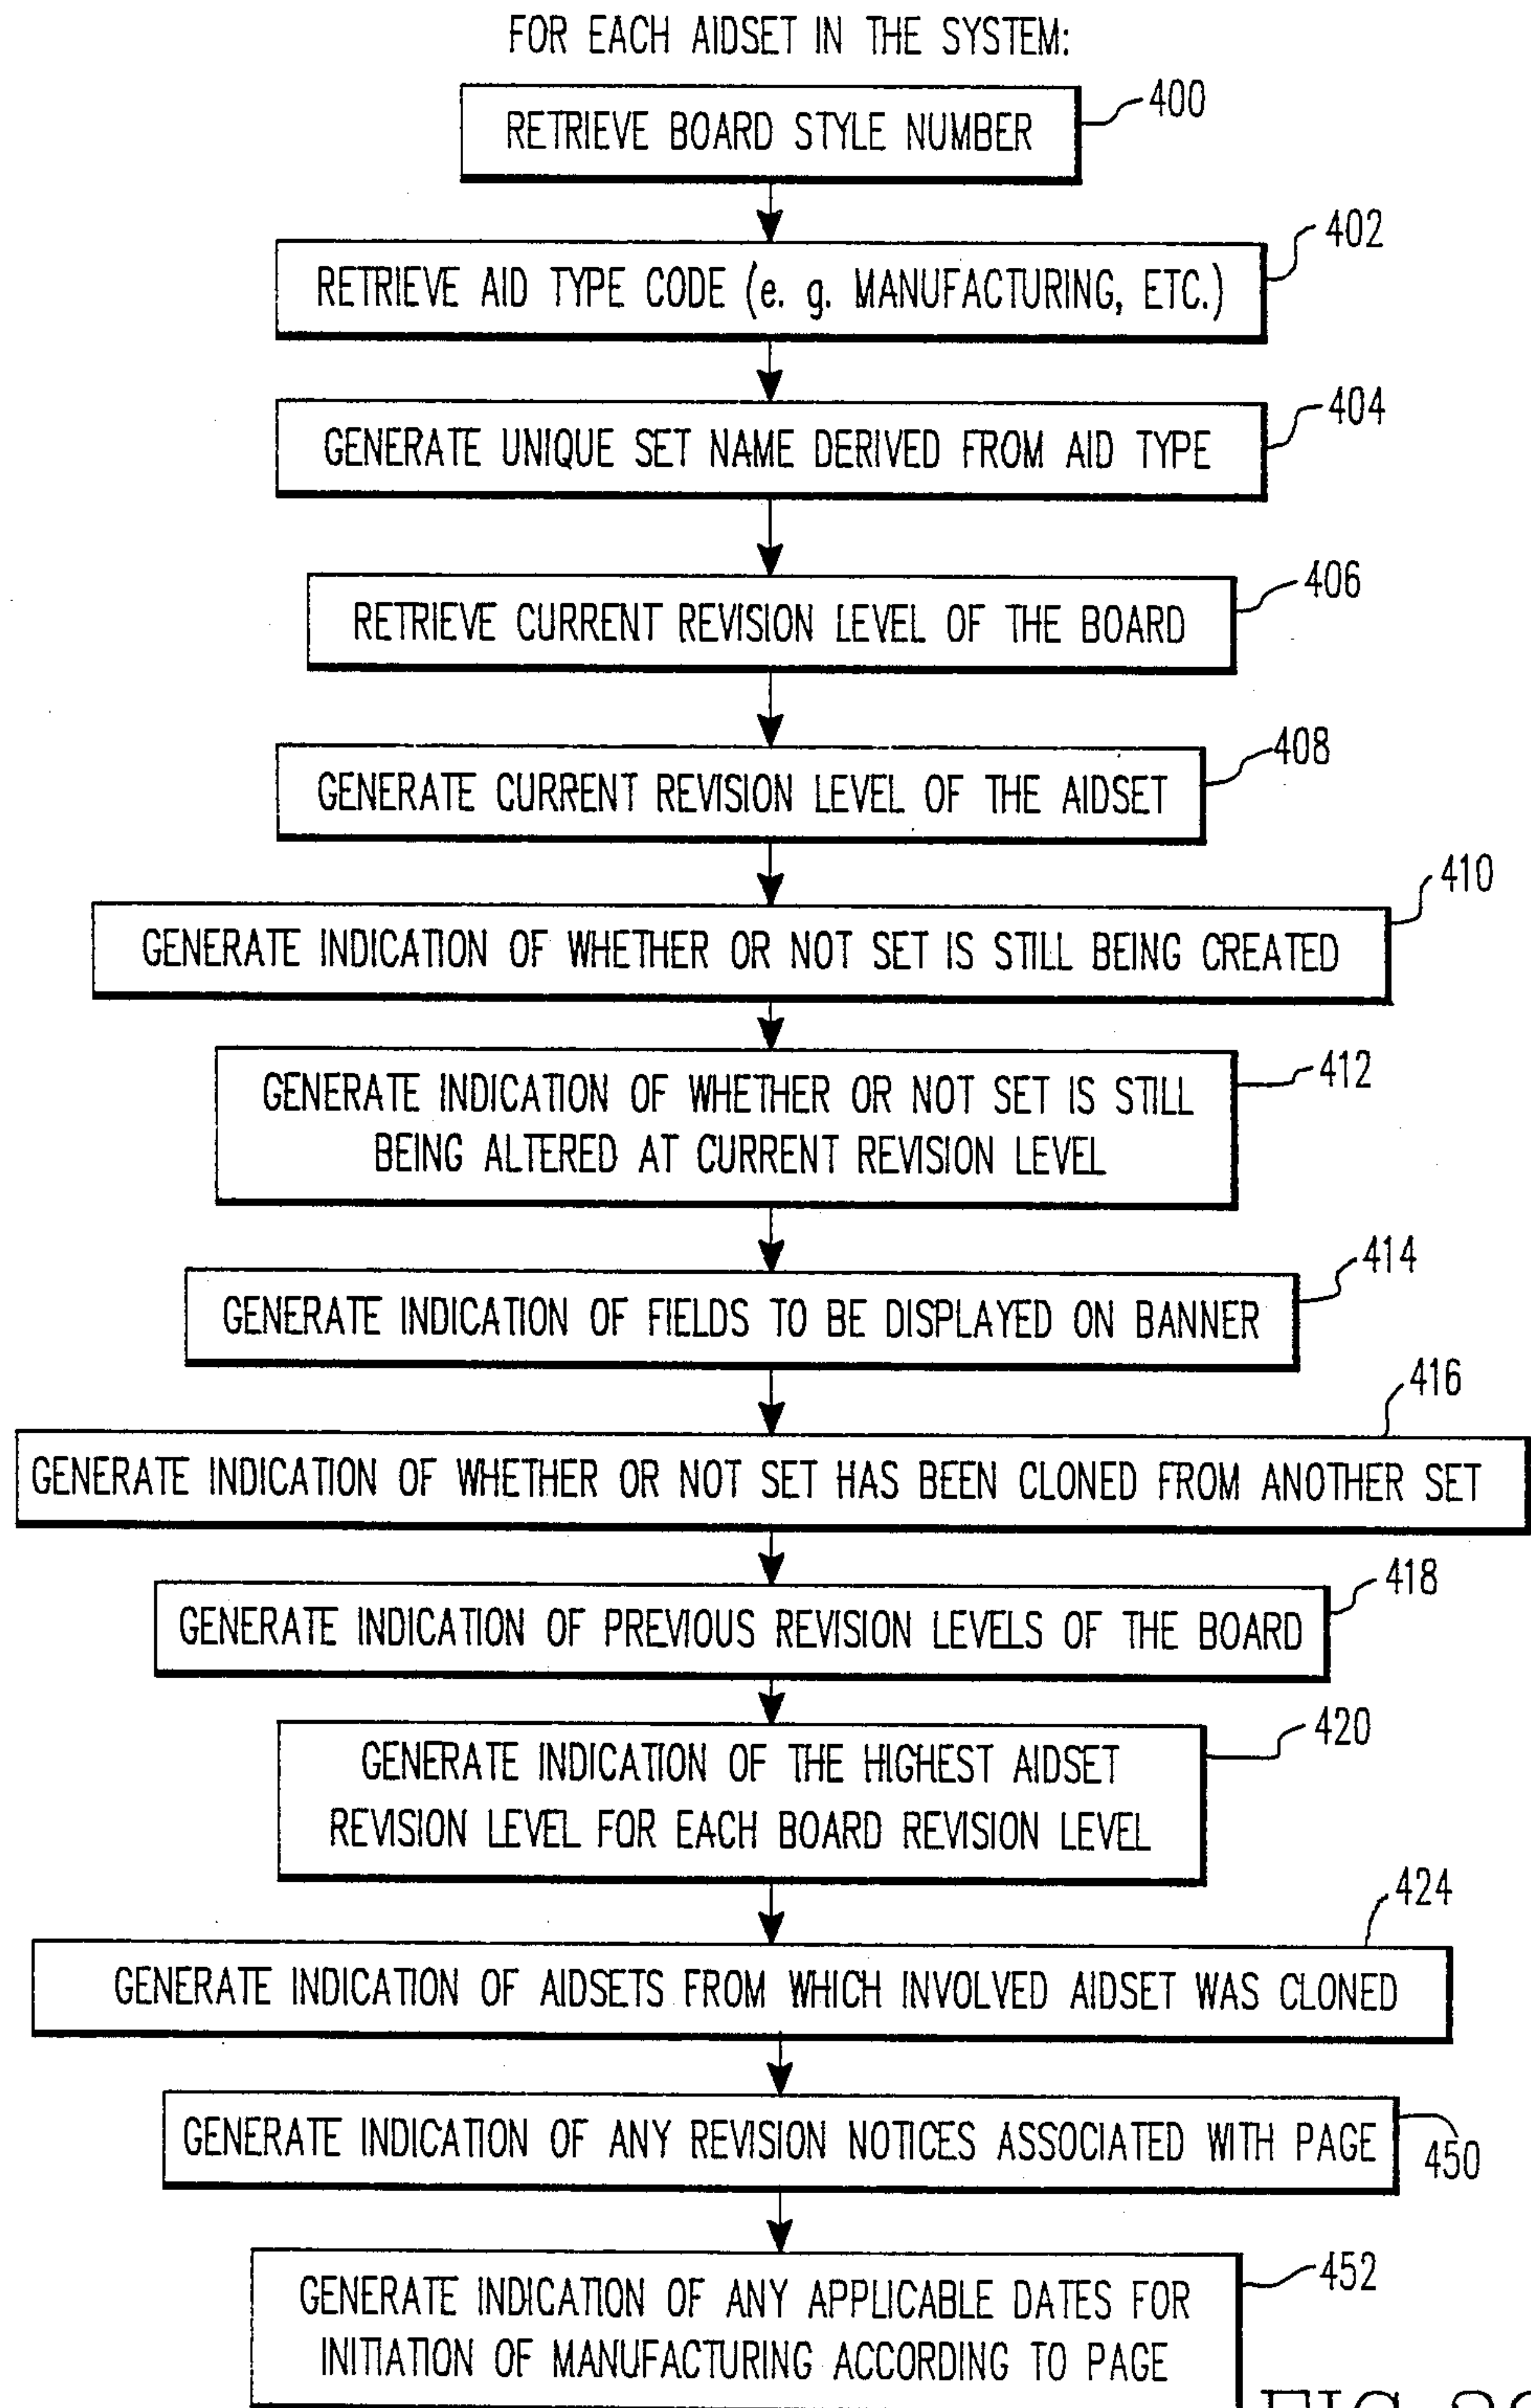 FOR EACH AIDSET IN THE SYSTEM:
RETRIEVE BOARD STYLE NUMBER
400
RETRIEVE AID TYPE CODE (e. g. MANUFACTURING, ETC.)
402
GENERATE UNIQUE SET NAME DERIVED FROM AID TYPE
404
RETRIEVE CURRENT REVISION LEVEL OF THE BOARD
406
GENERATE CURRENT REVISION LEVEL OF THE AIDSET
408
GENERATE INDICATION OF WHETHER OR NOT SET IS STILL BEING CREATED
410
GENERATE INDICATION OF WHETHER OR NOT SET IS STILL
BEING ALTERED AT CURRENT REVISION LEVEL
412
GENERATE INDICATION OF FIELDS TO BE DISPLAYED ON BANNER
414
GENERATE INDICATION OF WHETHER OR NOT SET HAS BEEN CLONED FROM ANOTHER SET
416
GENERATE INDICATION OF PREVIOUS REVISION LEVELS OF THE BOARD
418
GENERATE INDICATION OF THE HIGHEST AIDSET
REVISION LEVEL FOR EACH BOARD REVISION LEVEL
420
GENERATE INDICATION OF AIDSETS FROM WHICH INVOLVED AIDSET WAS CLONED
424
GENERATE INDICATION OF ANY REVISION NOTICES ASSOCIATED WITH PAGE
450
GENERATE INDICATION OF ANY APPLICABLE DATES FOR
INITIATION OF MANUFACTURING ACCORDING TO PAGE
452